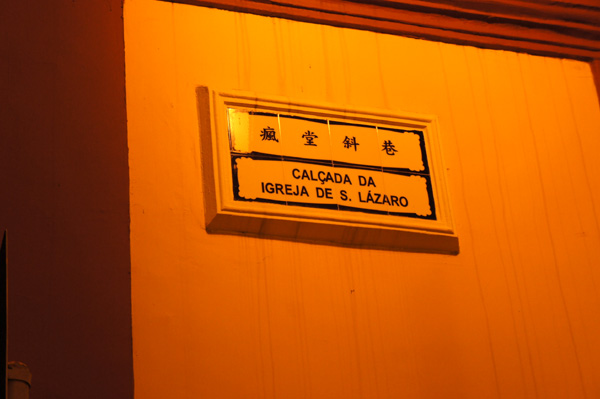 瘋堂斜巷
CALÇADA DA
IGREJA DE S. LÁZARO